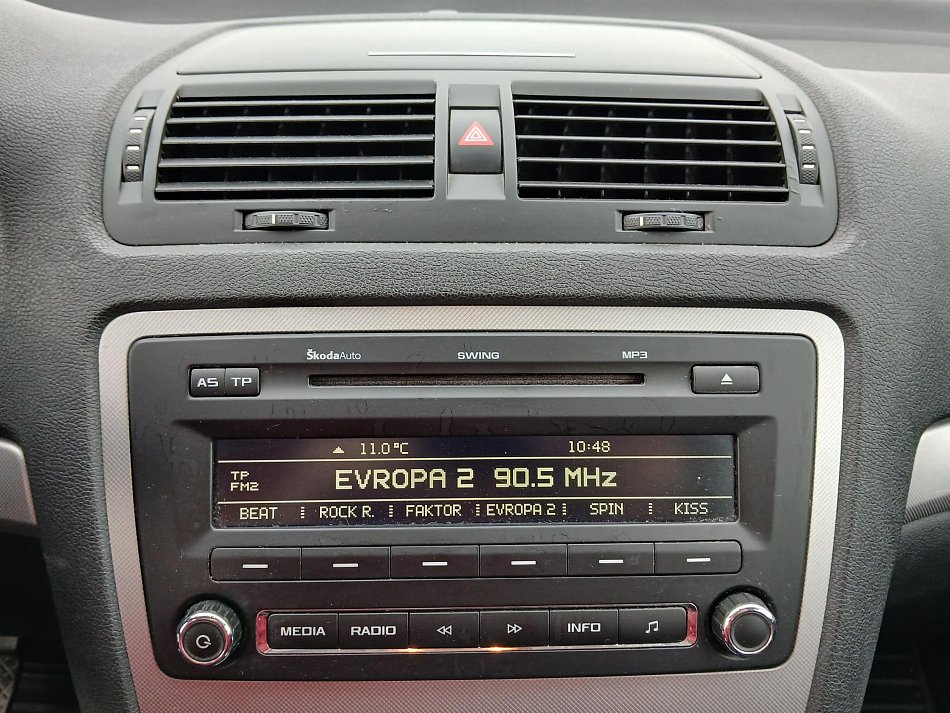 ŠkodaAuto SWING MP3
AS TP
11.0°C 10:48
TP
FM2
EVROPA 2 90.5 MHz
BEAT ROCK R. FAKTOR EVROPA 2 SPIN KISS
MEDIA RADIO INFO